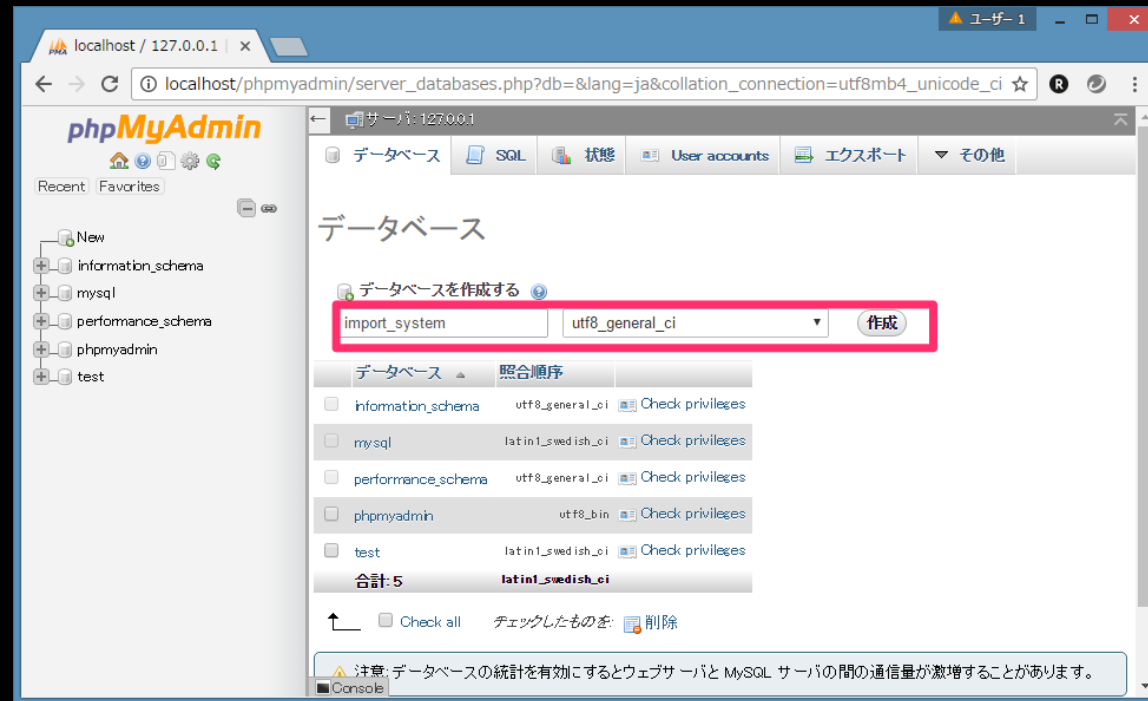 ユーザー 1
localhost / 127.0.0.1
localhost/phpmyadmin/server_databases.php?db=&lang=ja&collation_connection=utf8mb4_unicode_ci
phpMyAdmin
Recent Favorites
New
information_schema
mysql
performance_schema
phpmyadmin
test
サーバ: 127.0.0.1
データベース SQL 状態 User accounts エクスポート その他
データベース
データベースを作成する
import_system utf8_general_ci 作成
データベース 照合順序
information_schema utf8_general_ci Check privileges
mysql latin1_swedish_ci Check privileges
performance_schema utf8_general_ci Check privileges
phpmyadmin utf8_bin Check privileges
test latin1_swedish_ci Check privileges
合計: 5 latin1_swedish_ci
Check all チェックしたものを: 削除
注意: データベースの統計を有効にするとウェブサーバと MySQL サーバの間の通信量が激増することがあります。
Console